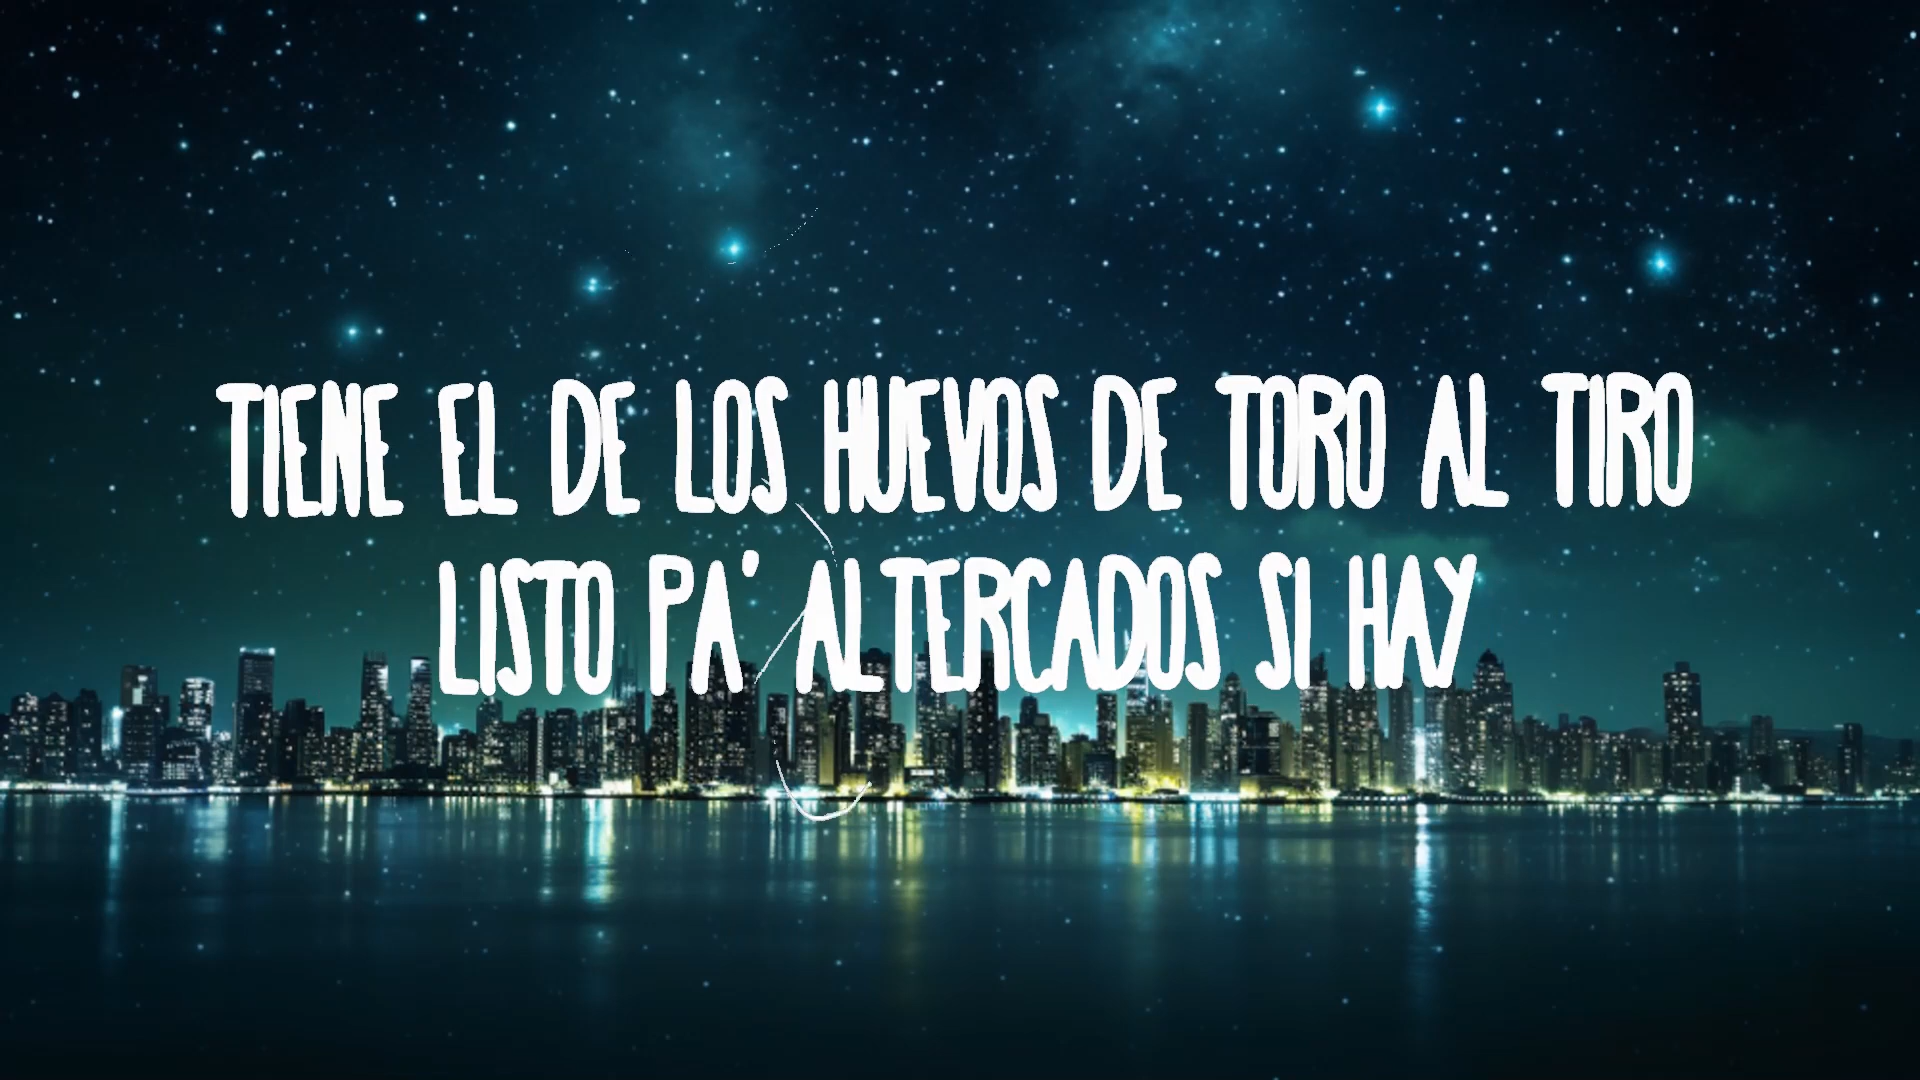 TIENE EL DE LOS HUEVOS DE TORO AL TIRO
LISTO PA' ALTERCADOS SI HAY